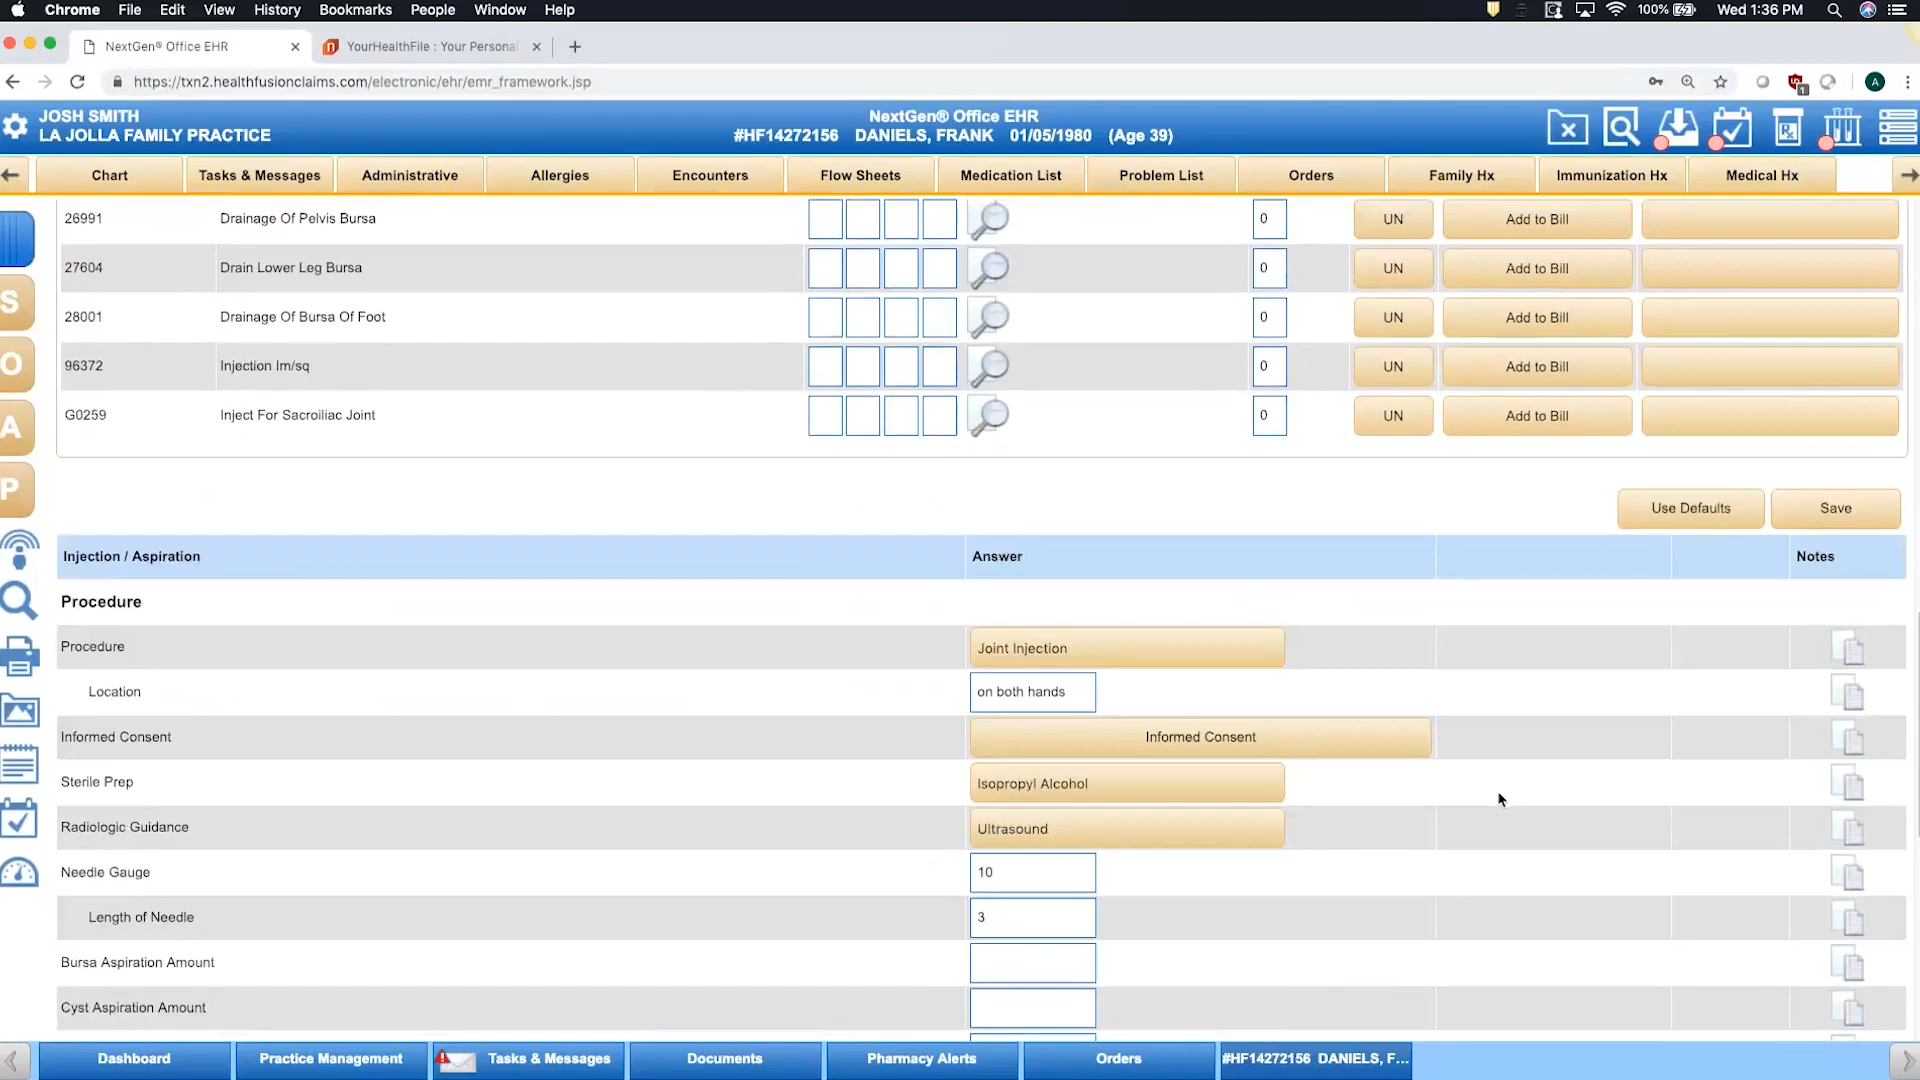 Chrome File Edit View History Bookmarks People Window Help 100% Wed 1:36 PM
NextGen® Office EHR
YourHealthFile : Your Personal
https://txn2.healthfusionclaims.com/electronic/ehr/emr_framework.jsp
A
1
JOSH SMITH
LA JOLLA FAMILY PRACTICE
NextGen® Office EHR
#HF14272156 DANIELS, FRANK 01/05/1980 (Age 39)
Chart Tasks & Messages Administrative Allergies Encounters Flow Sheets Medication List Problem List Orders Family Hx Immunization Hx Medical Hx
26991 Drainage Of Pelvis Bursa 0 UN Add to Bill
27604 Drain Lower Leg Bursa 0 UN Add to Bill
28001 Drainage Of Bursa Of Foot 0 UN Add to Bill
96372 Injection Im/sq 0 UN Add to Bill
G0259 Inject For Sacroiliac Joint 0 UN Add to Bill
S
O
A
P
Use Defaults Save
Injection / Aspiration Answer Notes
Procedure
Procedure Joint Injection
Location on both hands
Informed Consent Informed Consent
Sterile Prep Isopropyl Alcohol
Radiologic Guidance Ultrasound
Needle Gauge 10
Length of Needle 3
Bursa Aspiration Amount
Cyst Aspiration Amount
Dashboard Practice Management Tasks & Messages Documents Pharmacy Alerts Orders #HF14272156 DANIELS, F...